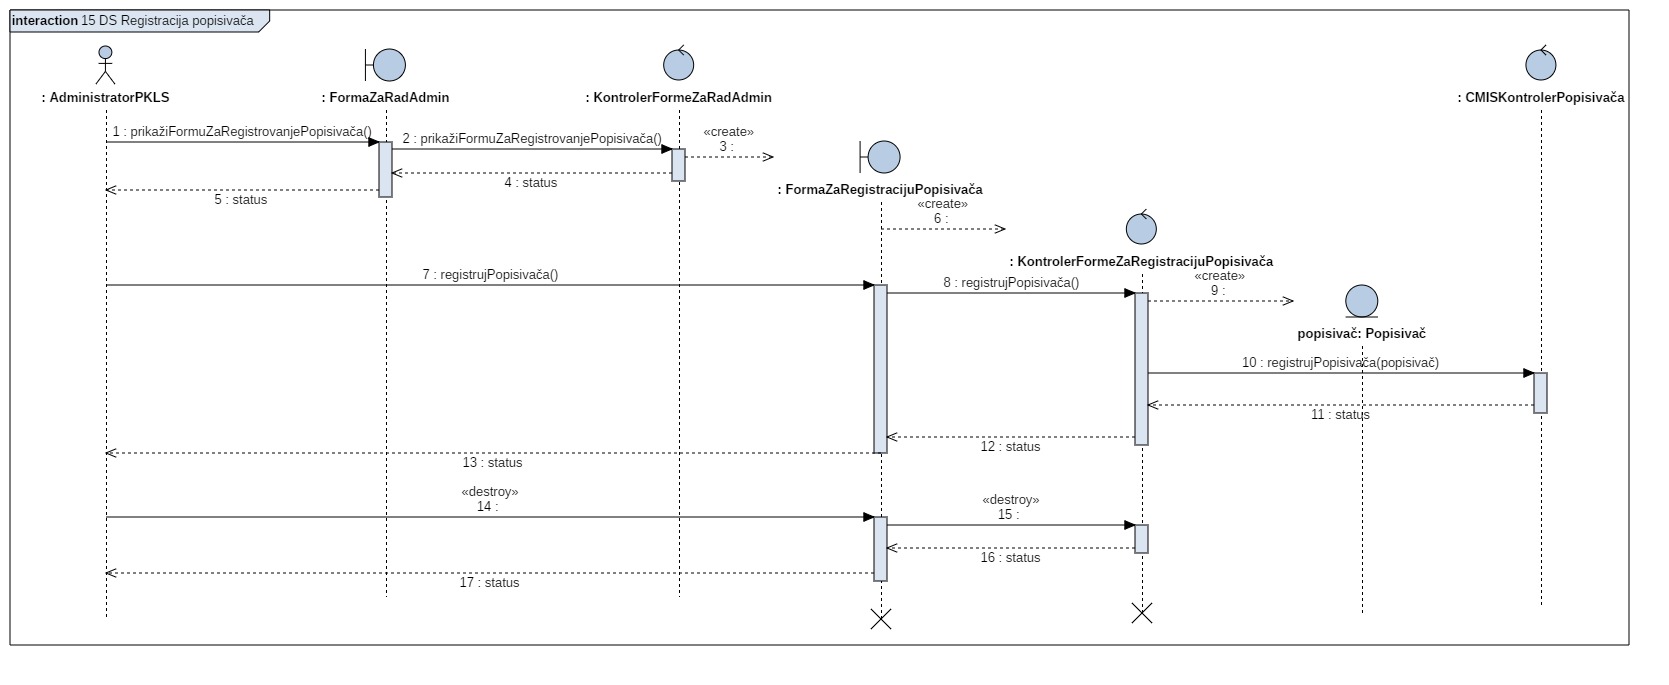 interaction 15 DS Registracija popisivača
: AdministratorPKLS
: FormaZaRadAdmin
: KontrolerFormeZaRadAdmin
: CMISKontrolerPopisivača
1 : prikažiFormuZaRegistrovanjePopisivača()
2 : prikažiFormuZaRegistrovanjePopisivača()
«create»
3 :
4 : status
5 : status
: FormaZaRegistracijuPopisivača
«create»
6 :
: KontrolerFormeZaRegistracijuPopisivača
7 : registrujPopisivača()
8 : registrujPopisivača()
«create»
9 :
popisivač: Popisivač
10 : registrujPopisivača(popisivač)
11 : status
12 : status
13 : status
«destroy»
14 :
«destroy»
15 :
16 : status
17 : status